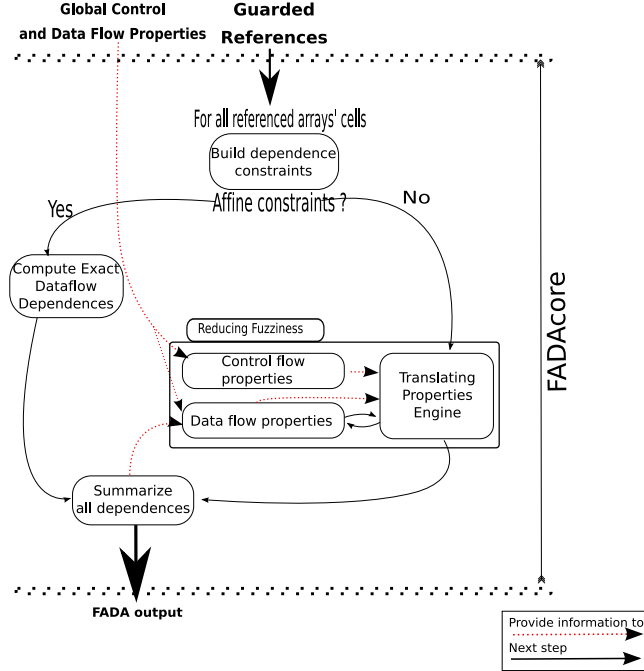 Global Control
and Data Flow Properties
Guarded
References
For all referenced arrays' cells
Build dependence
constraints
Affine constraints ?
Yes
No
Compute Exact
Dataflow
Dependences
Reducing Fuzziness
Control flow
properties
Data flow properties
Translating
Properties
Engine
FADAcore
Summarize
all dependences
FADA output
Provide information to
Next step